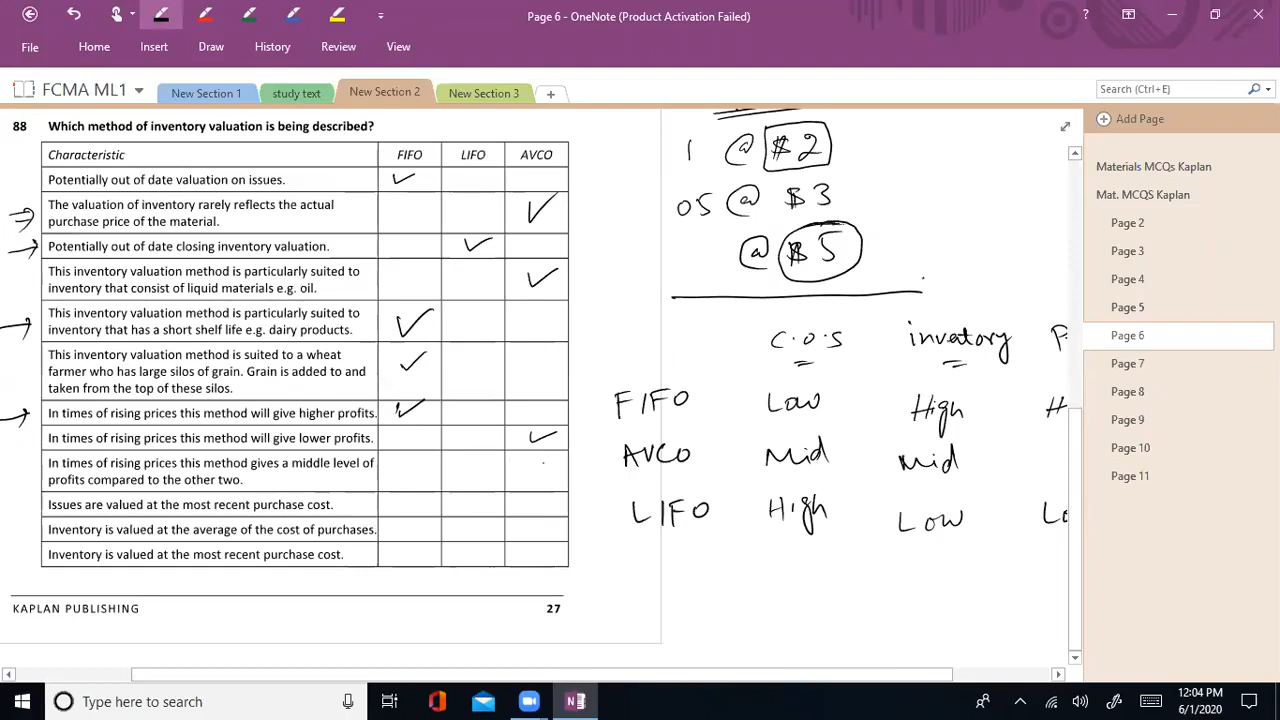 Page 6 - OneNote (Product Activation Failed)
File Home Insert Draw History Review View
FCMA ML1 New Section 1 study text New Section 2 New Section 3
Search (Ctrl+E)
88 Which method of inventory valuation is being described?
Characteristic FIFO LIFO AVCO
Potentially out of date valuation on issues.
The valuation of inventory rarely reflects the actual
purchase price of the material.
Potentially out of date closing inventory valuation.
This inventory valuation method is particularly suited to
inventory that consist of liquid materials e.g. oil.
This inventory valuation method is particularly suited to
inventory that has a short shelf life e.g. dairy products.
This inventory valuation method is suited to a wheat
farmer who has large silos of grain. Grain is added to and
taken from the top of these silos.
In times of rising prices this method will give higher profits.
In times of rising prices this method will give lower profits.
In times of rising prices this method gives a middle level of
profits compared to the other two.
Issues are valued at the most recent purchase cost.
Inventory is valued at the average of the cost of purchases.
Inventory is valued at the most recent purchase cost.
KAPLAN PUBLISHING 27
1 @ $2
05 @ $3
@ $5
C.O.S invatory
FIFO Low High H
AVCO Mid Mid
LIFO High Low Lo
Add Page
Materials MCQs Kaplan
Mat. MCQS Kaplan
Page 2
Page 3
Page 4
Page 5
Page 6
Page 7
Page 8
Page 9
Page 10
Page 11
Type here to search
12:04 PM
6/1/2020